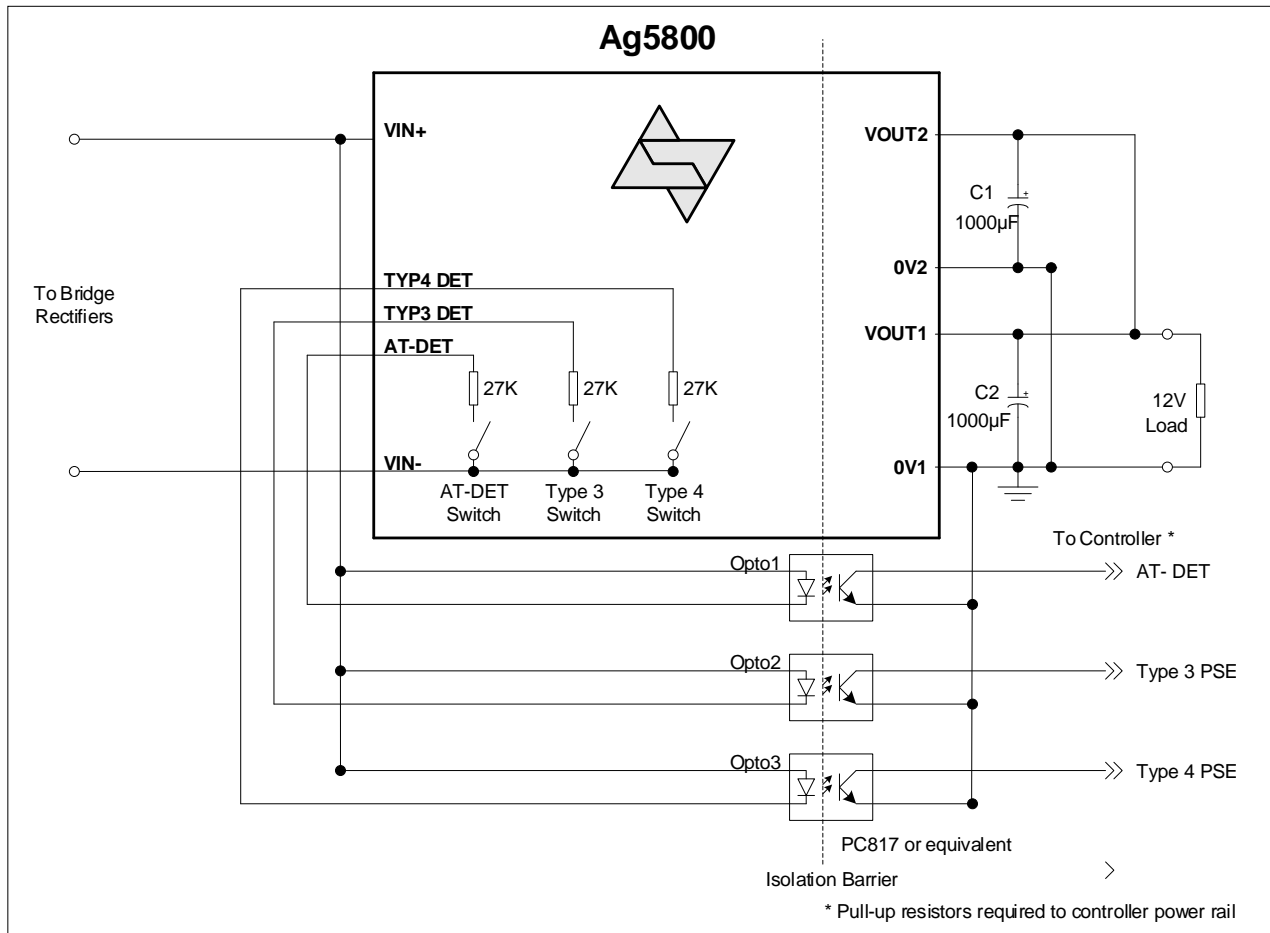 Ag5800
VIN+
VOUT2
C1
1000µF
To Bridge
Rectifiers
TYP4 DET
TYP3 DET
AT-DET
0V2
VOUT1
27K
27K
27K
C2
1000µF
12V
Load
VIN-
0V1
AT-DET
Switch
Type 3
Switch
Type 4
Switch
To Controller *
Opto1
AT- DET
Opto2
Type 3 PSE
Opto3
Type 4 PSE
PC817 or equivalent
Isolation Barrier
* Pull-up resistors required to controller power rail